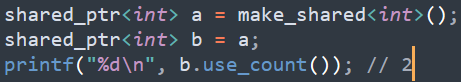 shared_ptr<int> a = make_shared<int>();
shared_ptr<int> b = a;
printf("%d\n", b.use_count()); // 2